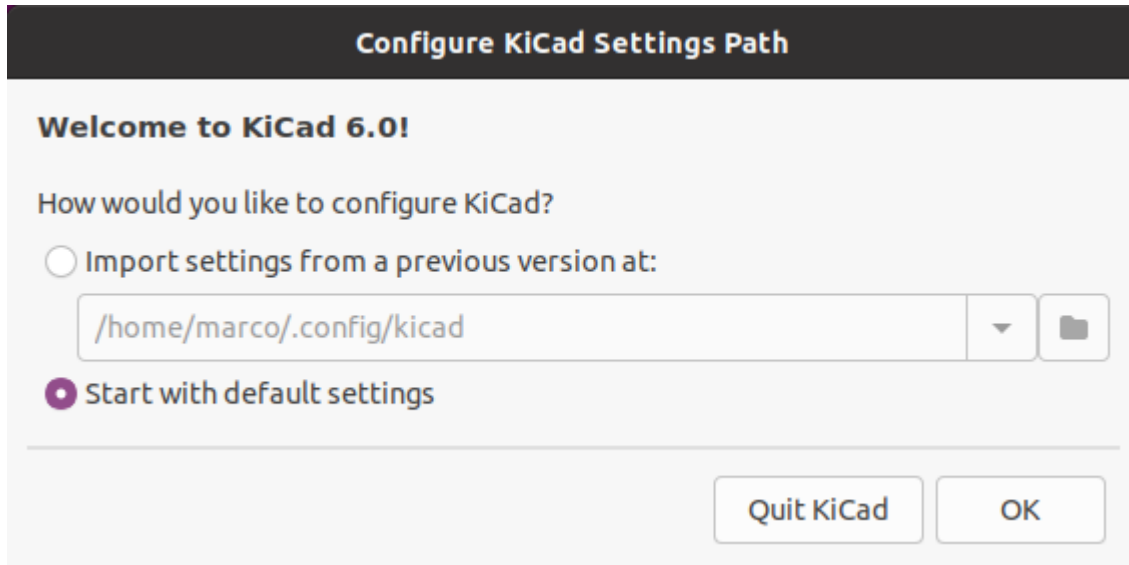 Configure KiCad Settings Path
Welcome to KiCad 6.0!
How would you like to configure KiCad?
Import settings from a previous version at:
/home/marco/.config/kicad
Start with default settings
Quit KiCad
OK